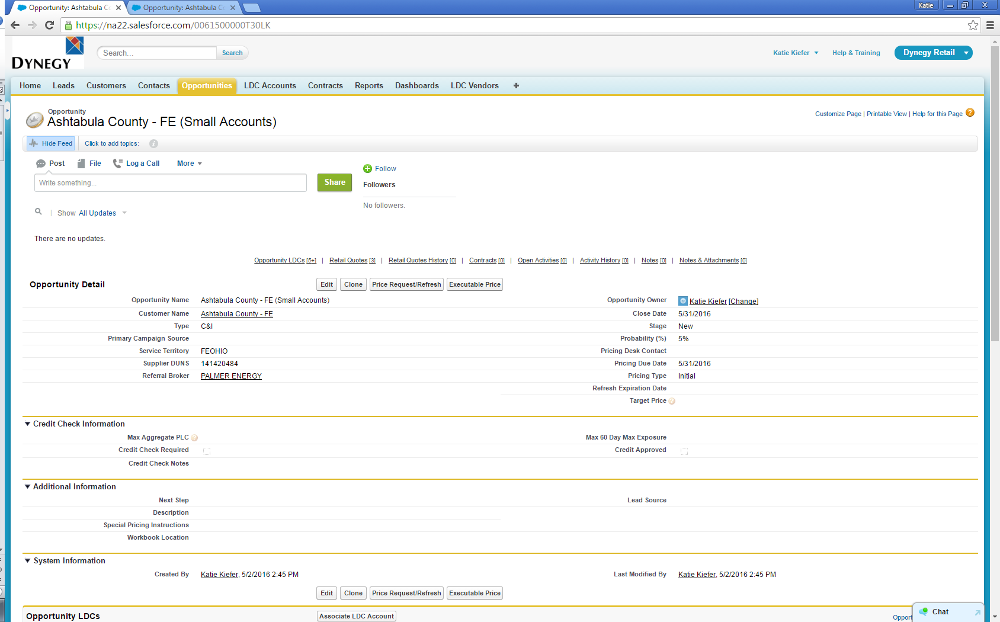 Opportunity: Ashtabula C
Opportunity: Ashtabula C
Katie
https://na22.salesforce.com/0061500000T30LK
DYNEGY
Search...
Search
Katie Kiefer
Help & Training
Dynegy Retail
Home Leads Customers Contacts Opportunities LDC Accounts Contracts Reports Dashboards LDC Vendors
Opportunity
Ashtabula County - FE (Small Accounts)
Customize Page | Printable View | Help for this Page
Hide Feed
Click to add topics:
Post File Log a Call More
Write something...
Share
Follow
Followers
No followers.
Show All Updates
There are no updates.
Opportunity LDCs [5+] | Retail Quotes [3] | Retail Quotes History [0] | Contracts [0] | Open Activities [0] | Activity History [0] | Notes [0] | Notes & Attachments [0]
Opportunity Detail
Edit Clone Price Request/Refresh Executable Price
Opportunity Name Ashtabula County - FE (Small Accounts)
Opportunity Owner Katie Kiefer [Change]
Customer Name Ashtabula County - FE
Close Date 5/31/2016
Type C&I
Stage New
Primary Campaign Source
Probability (%) 5%
Service Territory FEOHIO
Pricing Desk Contact
Supplier DUNS 141420484
Pricing Due Date 5/31/2016
Referral Broker PALMER ENERGY
Pricing Type Initial
Refresh Expiration Date
Target Price
Credit Check Information
Max Aggregate PLC
Max 60 Day Max Exposure
Credit Check Required
Credit Approved
Credit Check Notes
Additional Information
Next Step
Lead Source
Description
Special Pricing Instructions
Workbook Location
System Information
Created By Katie Kiefer, 5/2/2016 2:45 PM
Last Modified By Katie Kiefer, 5/2/2016 2:45 PM
Edit Clone Price Request/Refresh Executable Price
Opportunity LDCs
Associate LDC Account
Opport
Chat